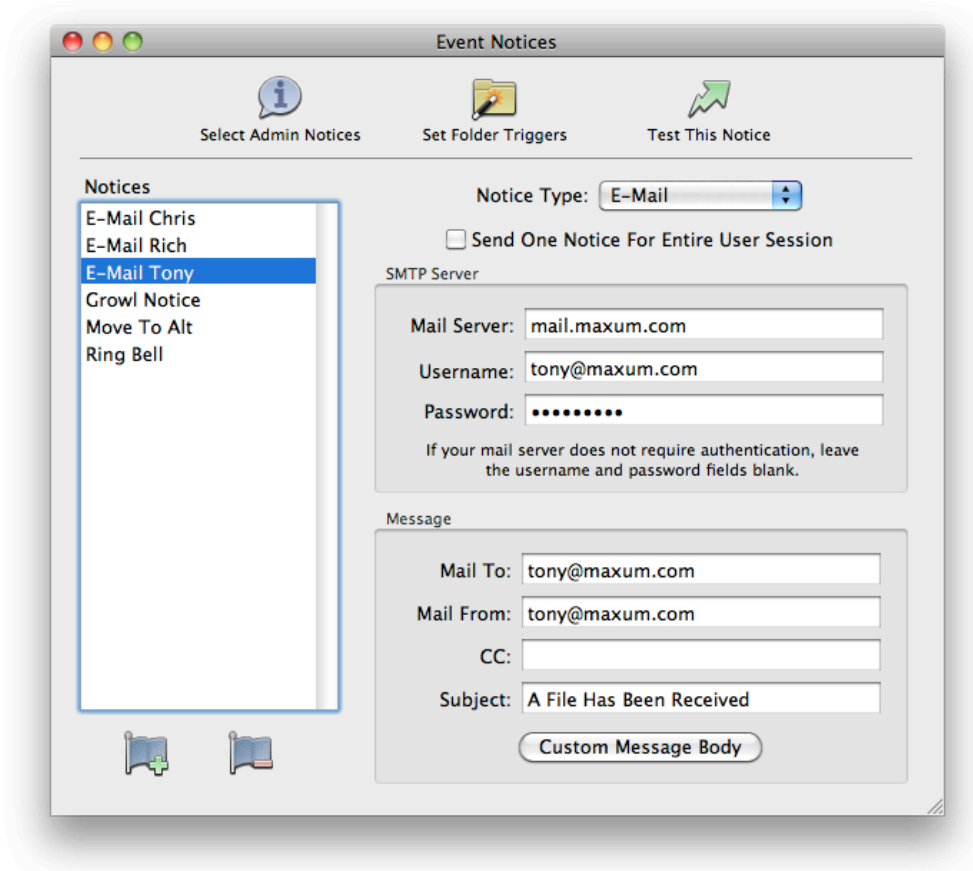 Event Notices
Select Admin Notices
Set Folder Triggers
Test This Notice
Notices
E-Mail Chris
E-Mail Rich
E-Mail Tony
Growl Notice
Move To Alt
Ring Bell
Notice Type: E-Mail
Send One Notice For Entire User Session
SMTP Server
Mail Server: mail.maxum.com
Username: tony@maxum.com
Password: •••••••••
If your mail server does not require authentication, leave
the username and password fields blank.
Message
Mail To: tony@maxum.com
Mail From: tony@maxum.com
CC:
Subject: A File Has Been Received
Custom Message Body